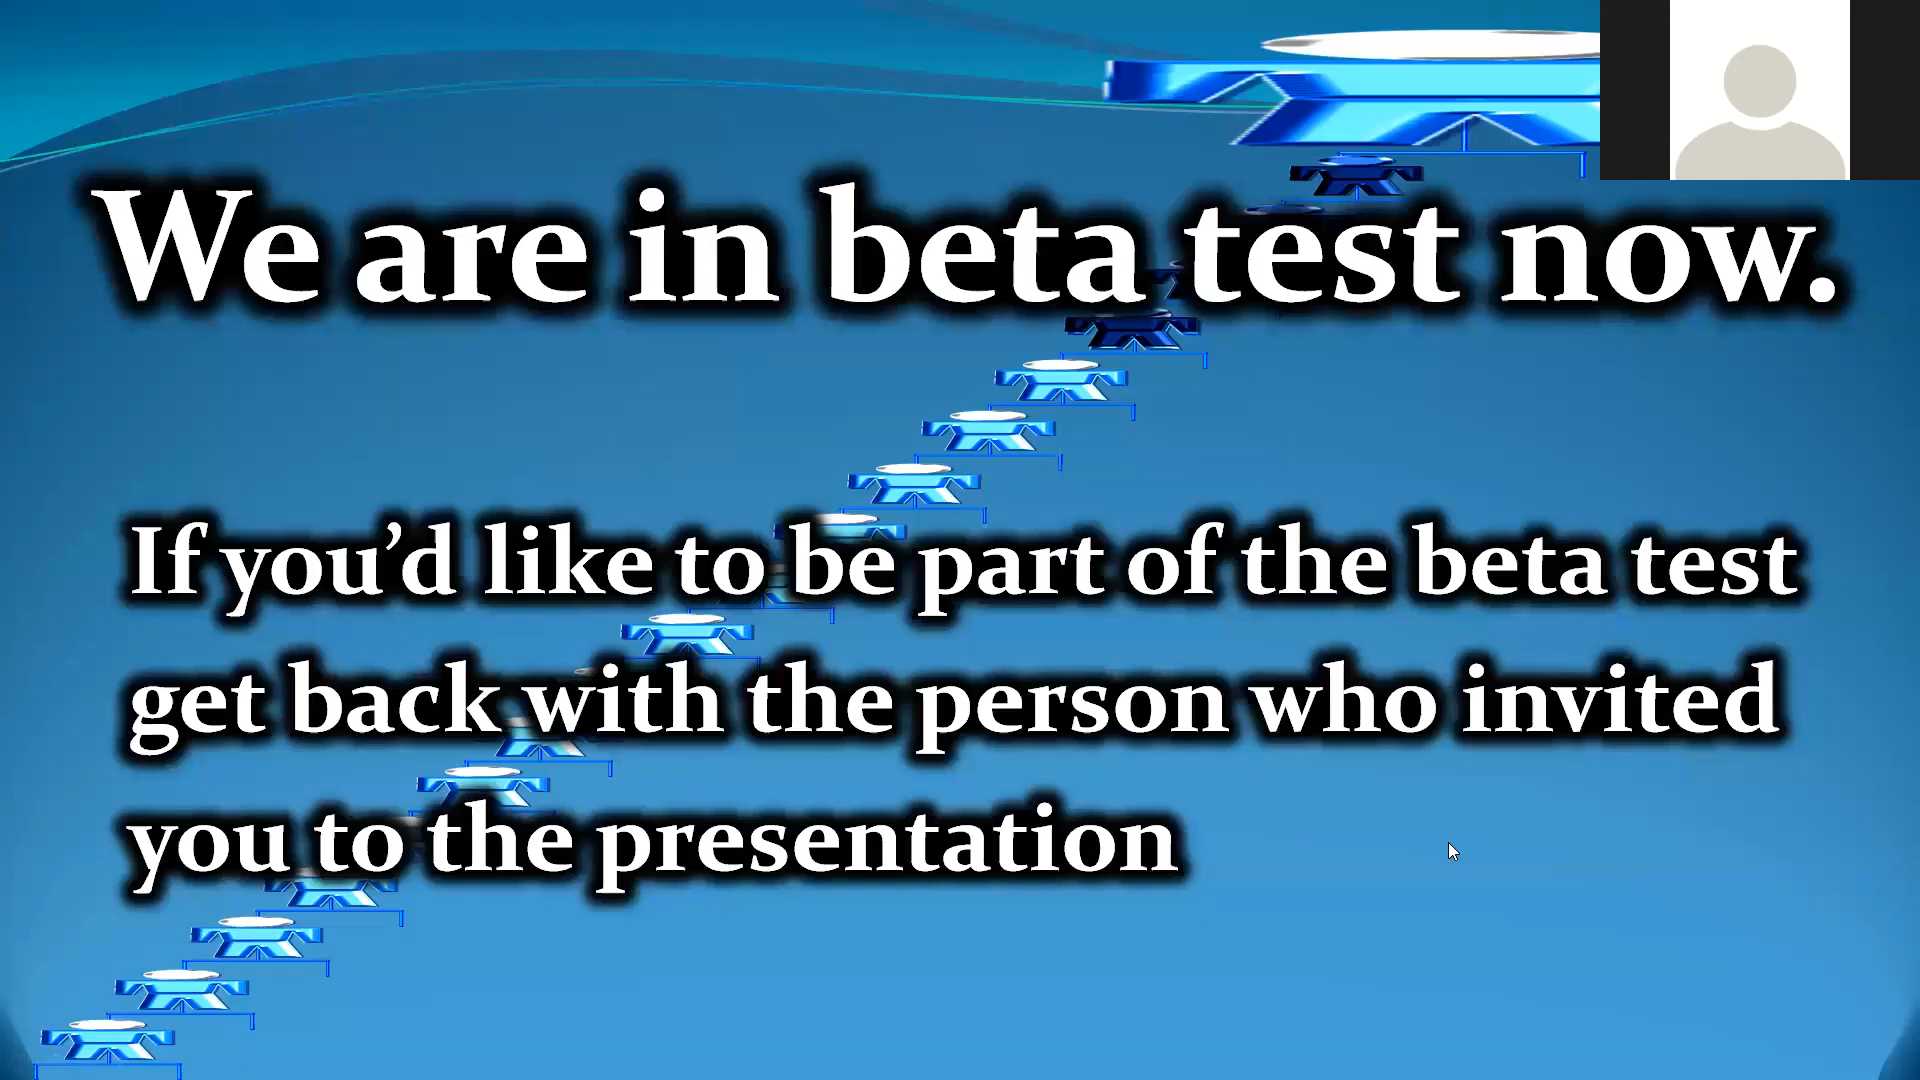 We are in beta test now.
If you’d like to be part of the beta test
get back with the person who invited
you to the presentation